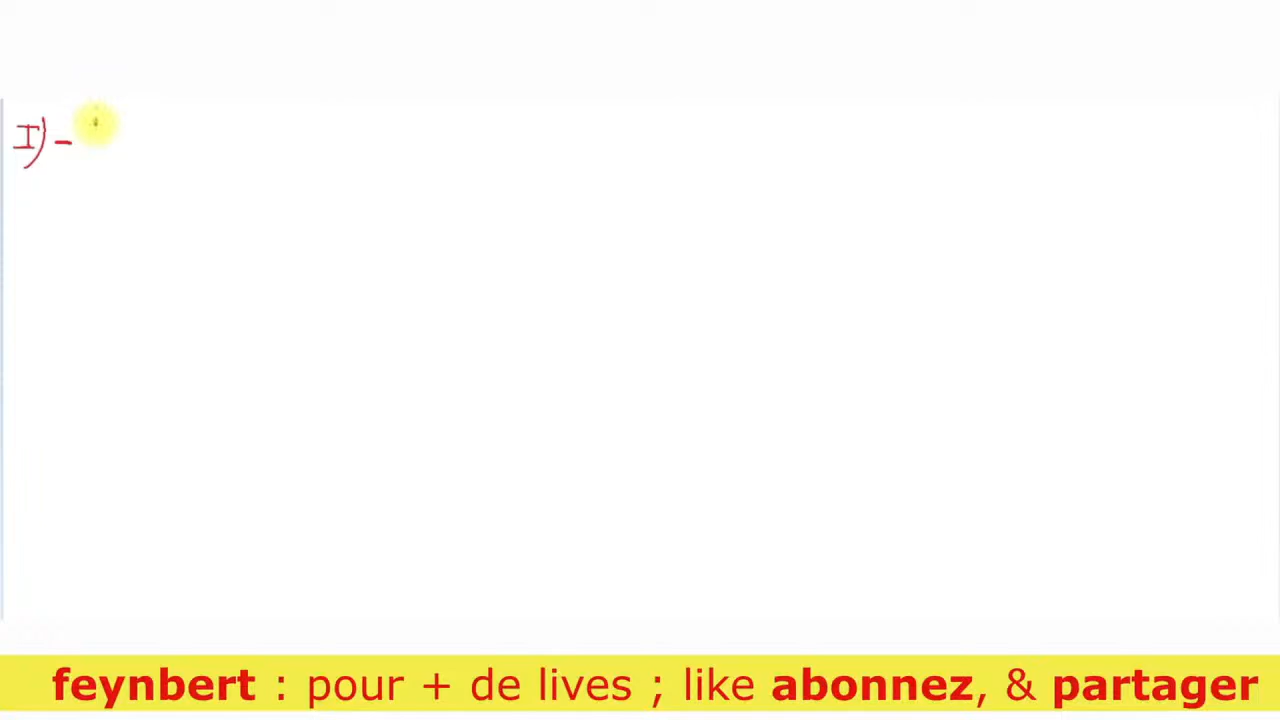 I) -
feynbert : pour + de lives ; like abonnez, & partager